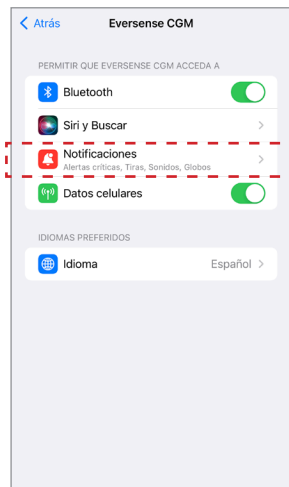 Atrás
Eversense CGM
PERMITIR QUE EVERSENSE CGM ACCEDA A
Bluetooth
Siri y Buscar
Notificaciones
Alertas críticas, Tiras, Sonidos, Globos
Datos celulares
IDIOMAS PREFERIDOS
Idioma
Español